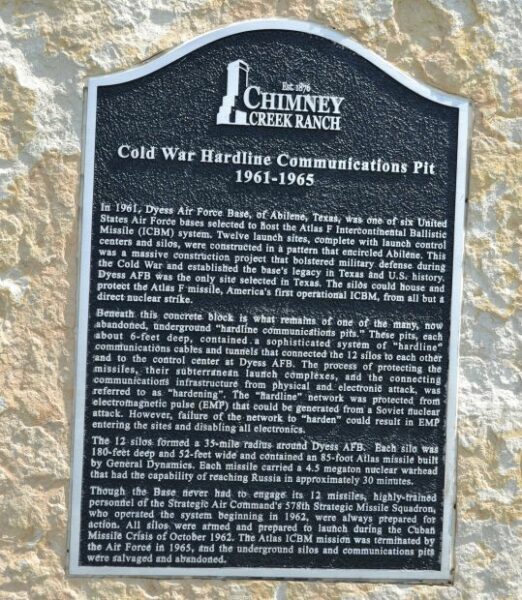 Est 1876
CHIMNEY
CREEK RANCH
Cold War Hardline Communications Pit
1961-1965
In 1961, Dyess Air Force Base, of Abilene, Texas, was one of six United
States Air Force bases selected to host the Atlas F Intercontinental Ballistic
Missile (ICBM) system. Twelve launch sites, complete with launch control
centers and silos, were constructed in a pattern that encircled Abilene. This
was a massive construction project that bolstered military defense during
the Cold War and established the base's legacy in Texas and U.S. history.
Dyess AFB was the only site selected in Texas. The silos could house and
protect the Atlas F missile, America's first operational ICBM, from all but a
direct nuclear strike.
Beneath this concrete block is what remains of one of the many, now
abandoned, underground "hardline communications pits." These pits, each
about 6-feet deep, contained a sophisticated system of "hardline"
communications cables and tunnels that connected the 12 silos to each other
and to the control center at Dyess AFB. The process of protecting the
missiles, their subterranean launch complexes, and the connecting
communications infrastructure from physical and electronic attack, was
referred to as "hardening". The "hardline" network was protected from
electromagnetic pulse (EMP) that could be generated from a Soviet nuclear
attack. However, failure of the network to "harden" could result in EMP
entering the sites and disabling all electronics.
The 12 silos formed a 35-mile radius around Dyess AFB. Each silo was
180-feet deep and 52-feet wide and contained an 85-foot Atlas missile built
by General Dynamics. Each missile carried a 4.5 megaton nuclear warhead
that had the capability of reaching Russia in approximately 30 minutes.
Though the Base never had to engage its 12 missiles, highly-trained
personnel of the Strategic Air Command's 578th Strategic Missile Squadron,
who operated the system beginning in 1962, were always prepared for
action. All silos were armed and prepared to launch during the Cuban
Missile Crisis of October 1962. The Atlas ICBM mission was terminated by
the Air Force in 1965, and the underground silos and communications pits
were salvaged and abandoned.